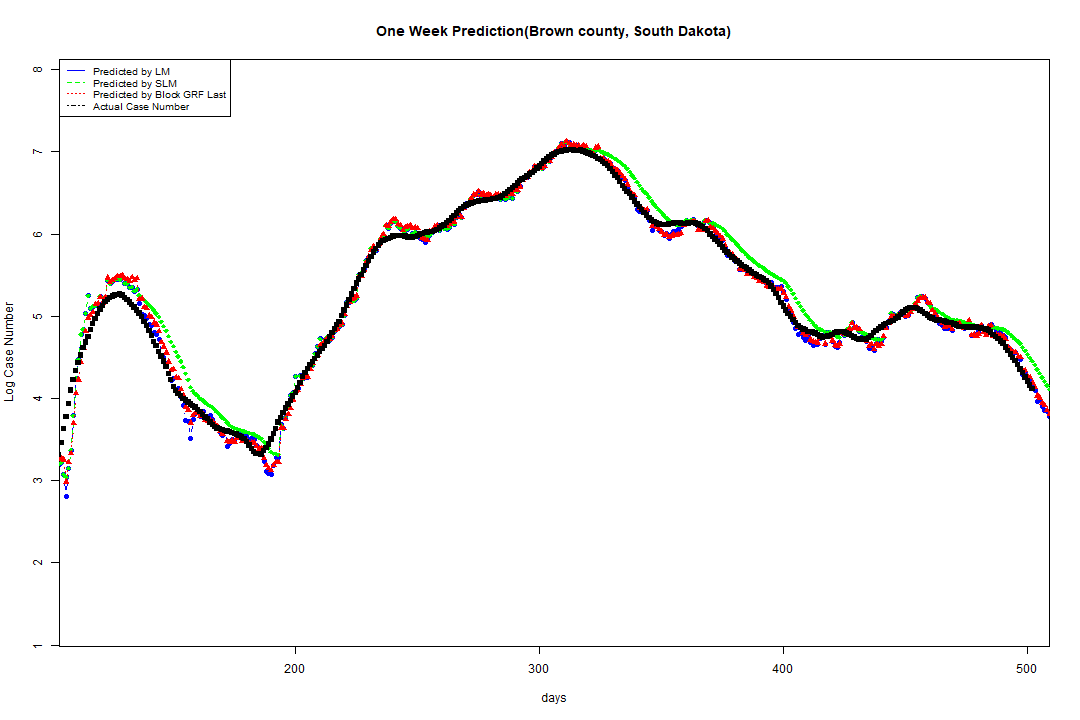 One Week Prediction(Brown county, South Dakota)
Predicted by LM
Predicted by SLM
Predicted by Block GRF Last
Actual Case Number
8
7
6
5
4
3
2
1
Log Case Number
200 300 400 500
days